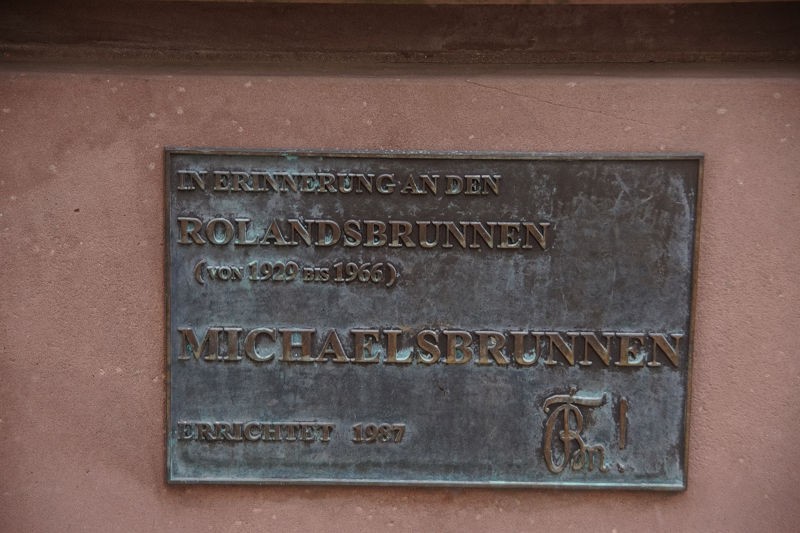 IN ERINNERUNG AN DEN
ROLANDSBRUNNEN
(VON 1929 BIS 1966)
MICHAELSBRUNNEN
ERRICHTET 1987